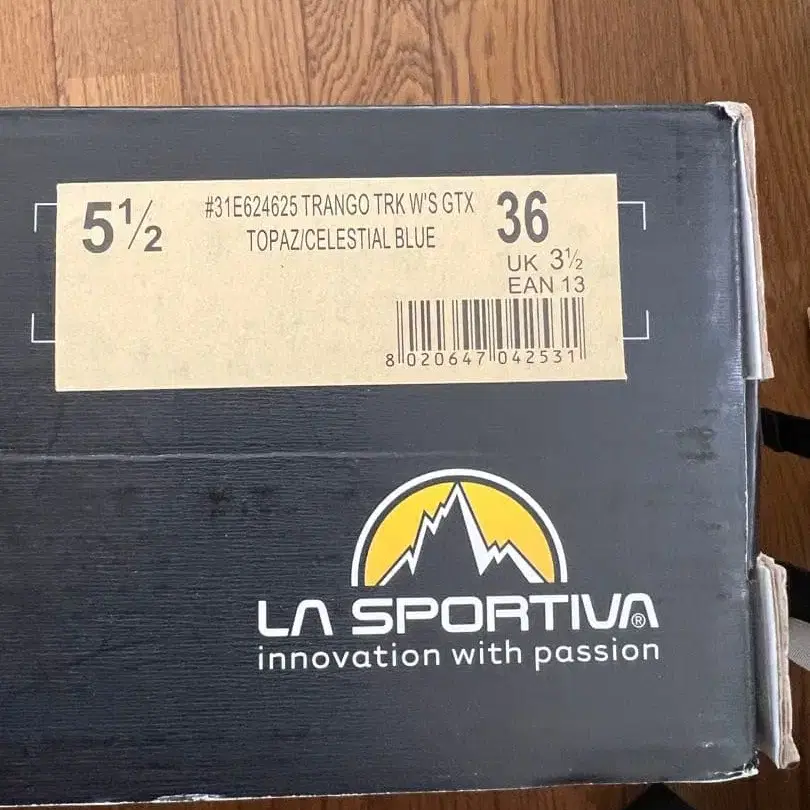 5½
#31E624625 TRANGO TRK W'S GTX
TOPAZ/CELESTIAL BLUE
36
UK 3½
EAN 13
8 020647 042531
LA SPORTIVA®
innovation with passion